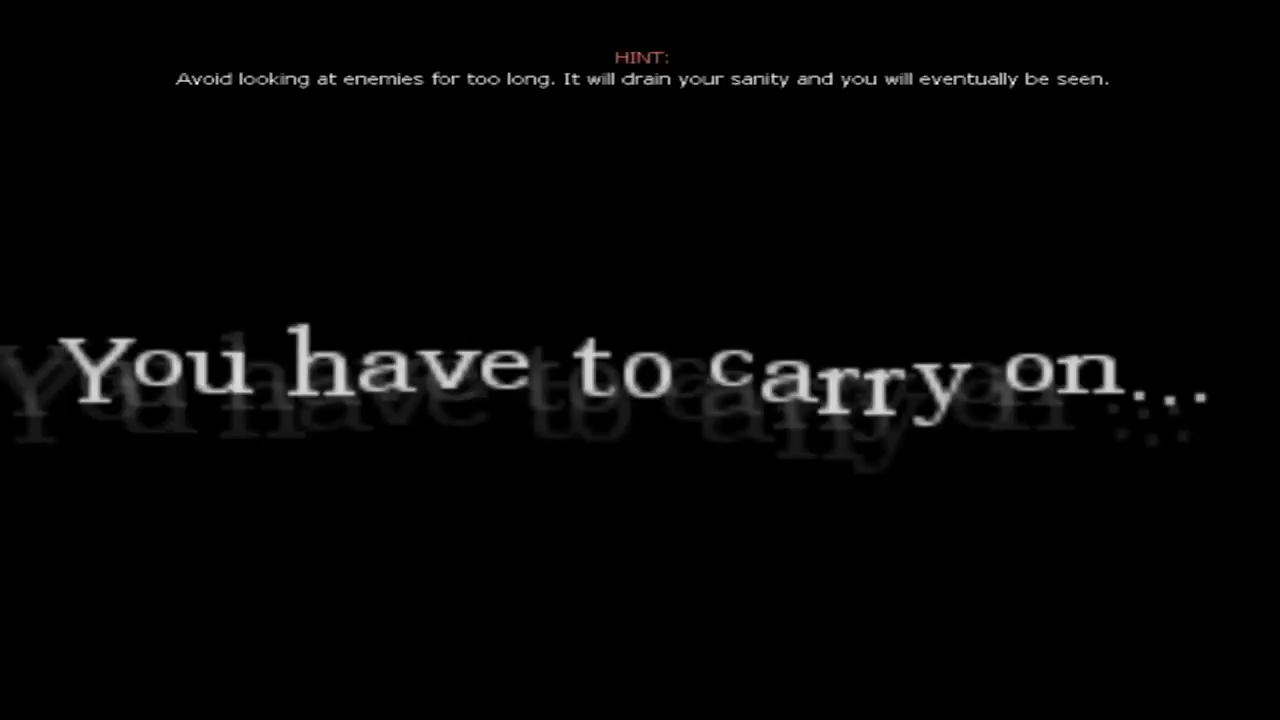 HINT:
Avoid looking at enemies for too long. It will drain your sanity and you will eventually be seen.
You have to carry on...